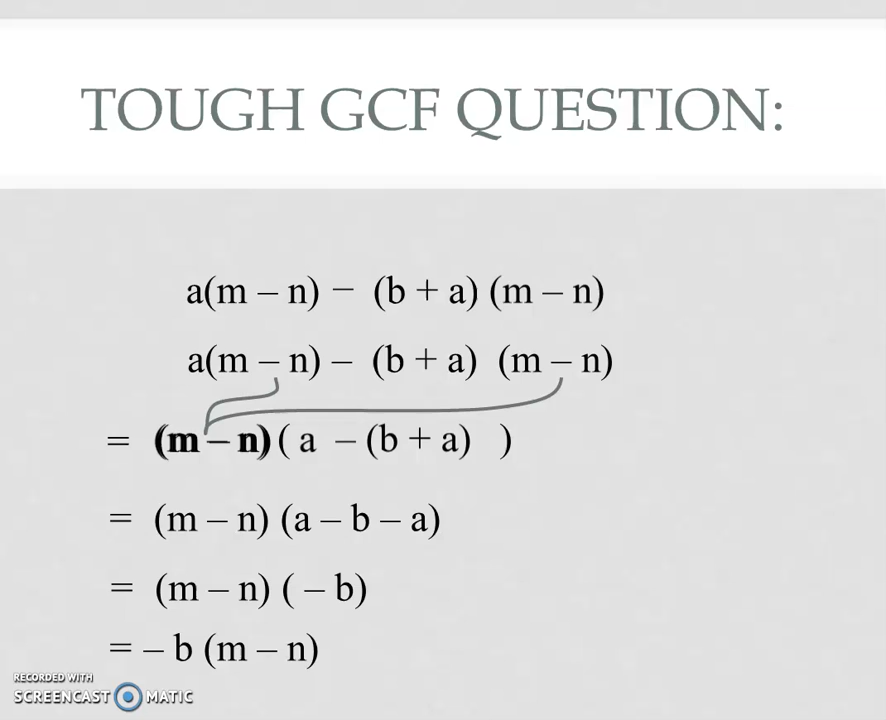 TOUGH GCF QUESTION:
a(m – n) – (b + a) (m – n)
a(m – n) – (b + a) (m – n)
= (m – n) ( a – (b + a) )
= (m – n) (a – b – a)
= (m – n) ( – b)
= – b (m – n)
RECORDED WITH
SCREENCAST MATIC